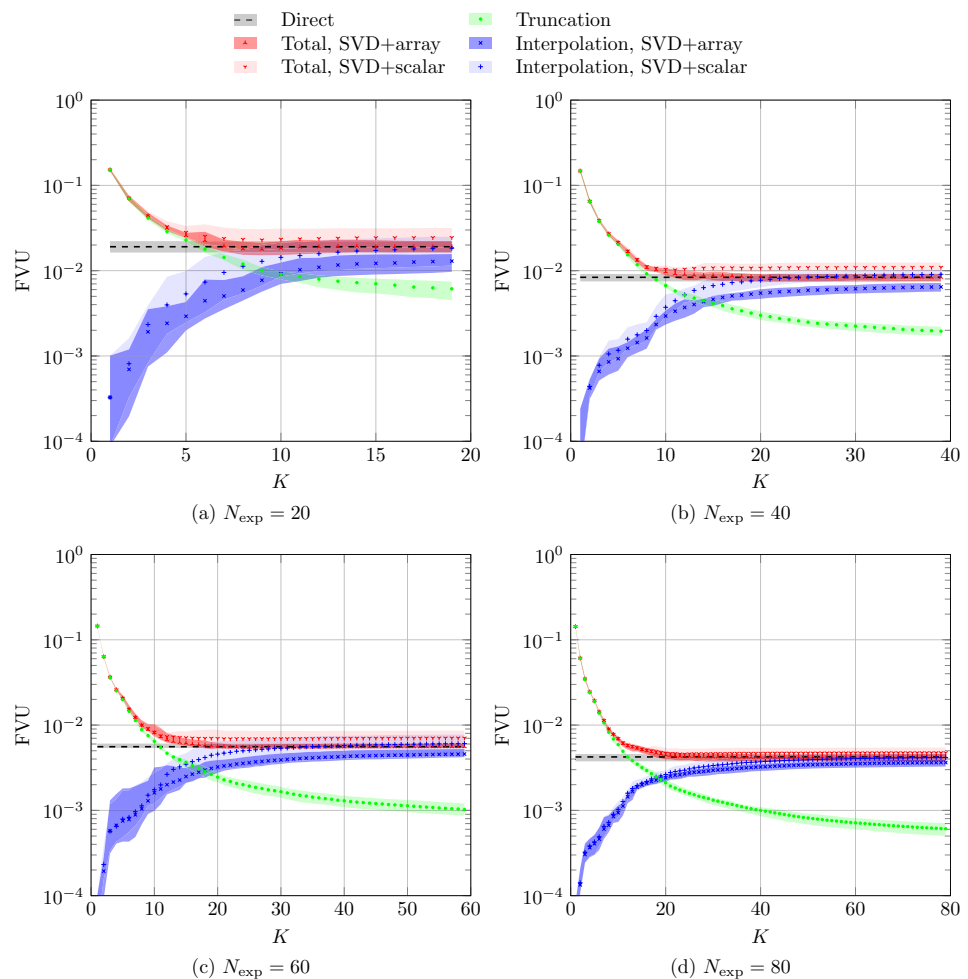 Direct
Truncation
Total, SVD+array
Interpolation, SVD+array
Total, SVD+scalar
Interpolation, SVD+scalar
10^0
10^-1
10^-2
10^-3
10^-4
FVU
0 5 10 15 20
K
(a) N_exp = 20
10^0
10^-1
10^-2
10^-3
10^-4
FVU
0 10 20 30 40
K
(b) N_exp = 40
10^0
10^-1
10^-2
10^-3
10^-4
FVU
0 10 20 30 40 50 60
K
(c) N_exp = 60
10^0
10^-1
10^-2
10^-3
10^-4
FVU
0 20 40 60 80
K
(d) N_exp = 80